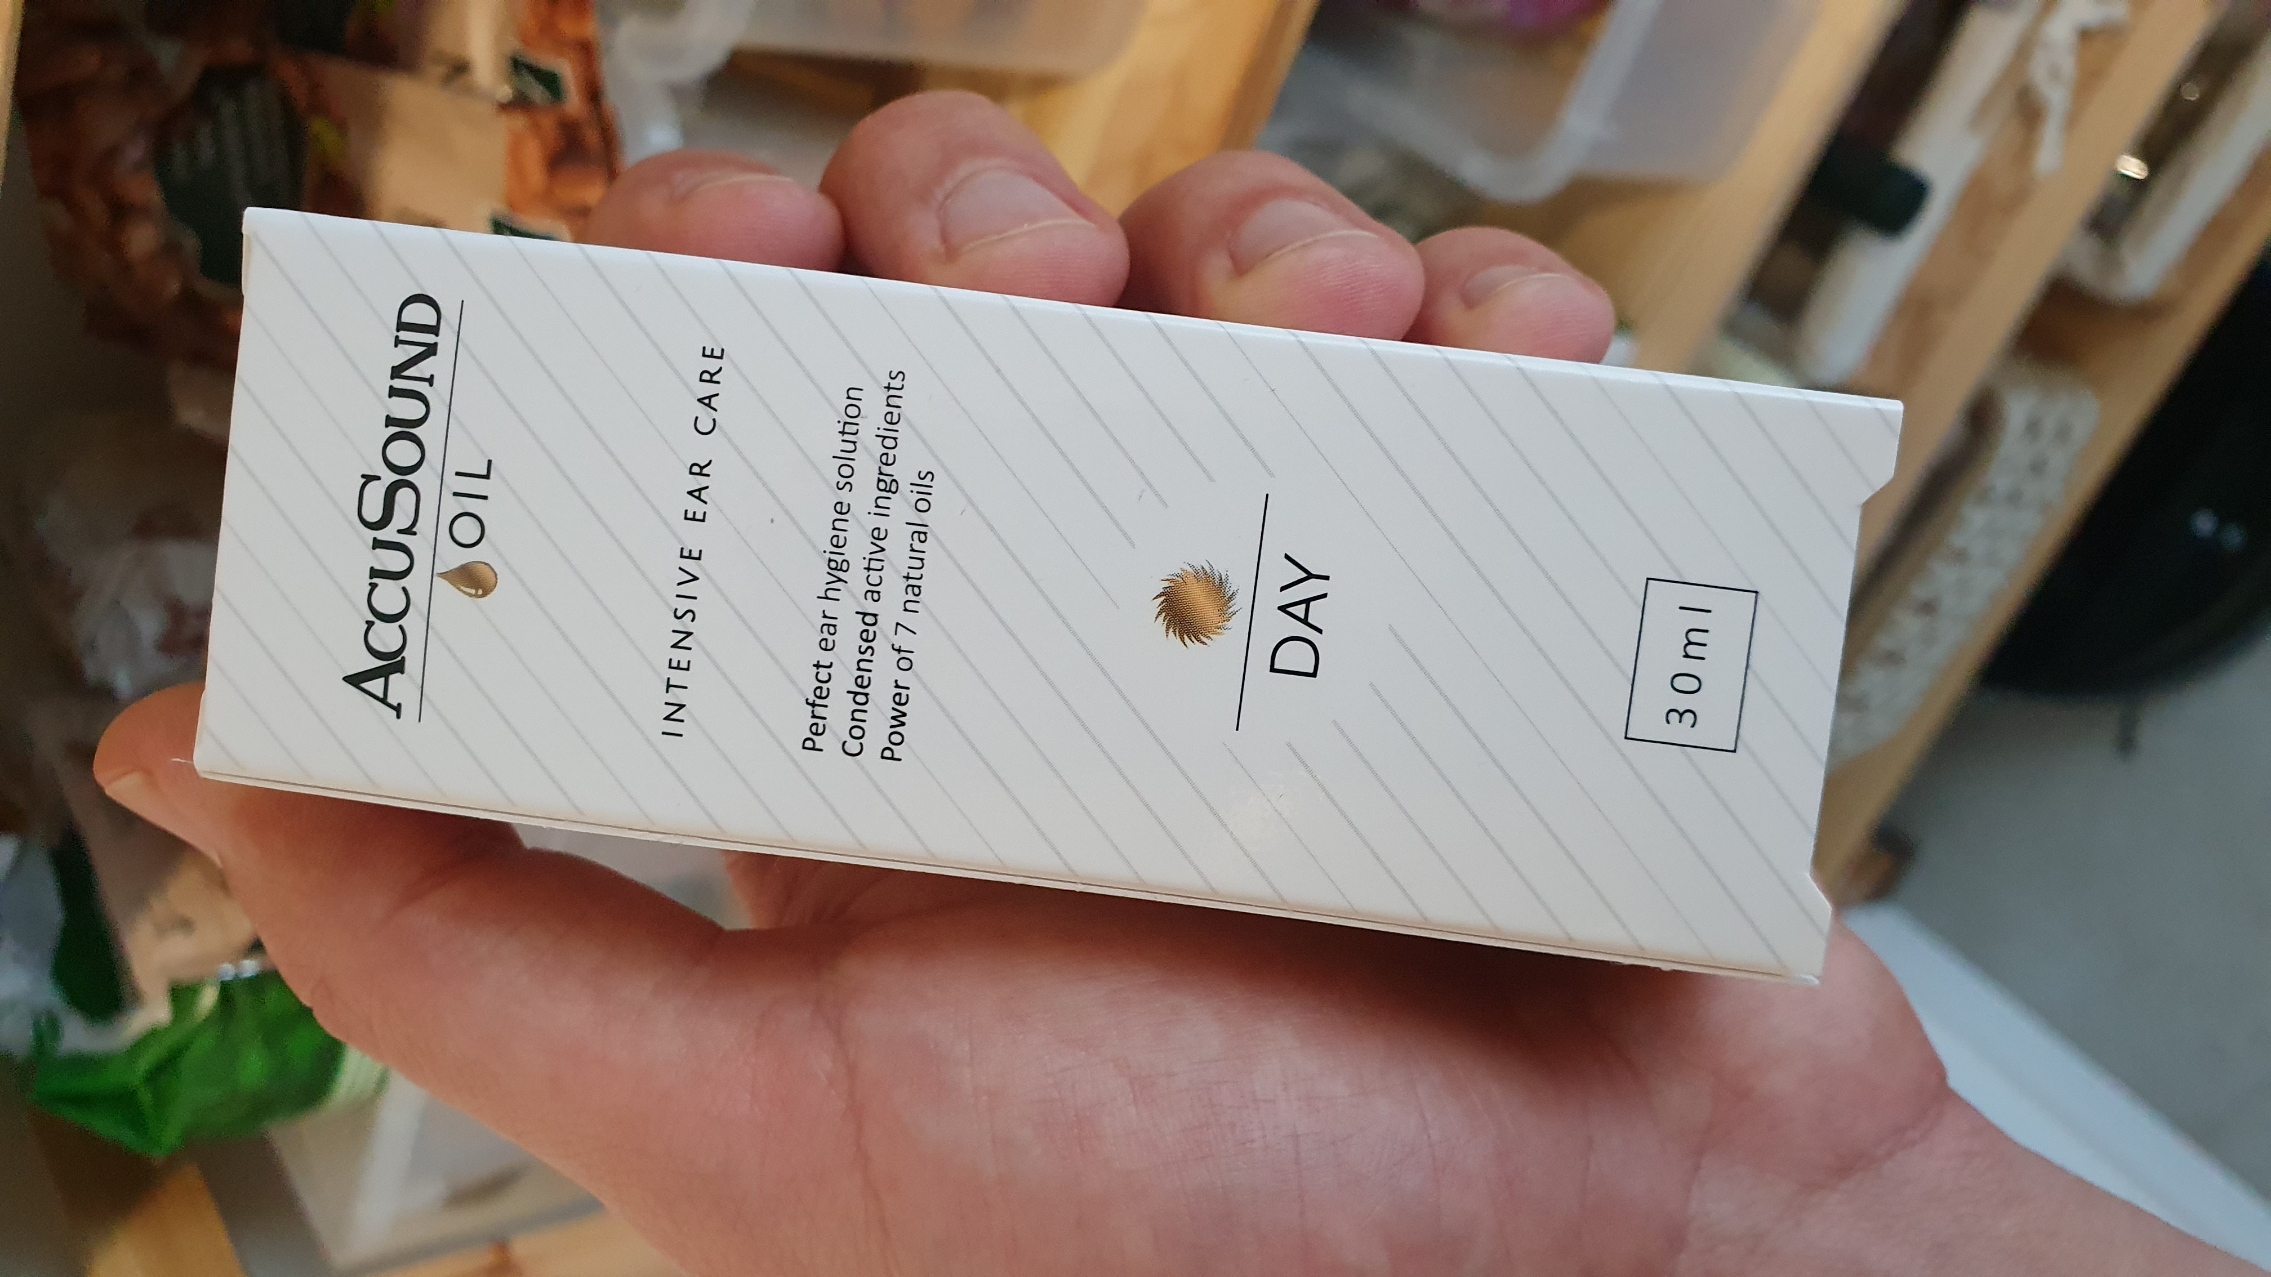 ACCUSOUND
OIL
INTENSIVE EAR CARE
Perfect ear hygiene solution
Condensed active ingredients
Power of 7 natural oils
DAY
30ml